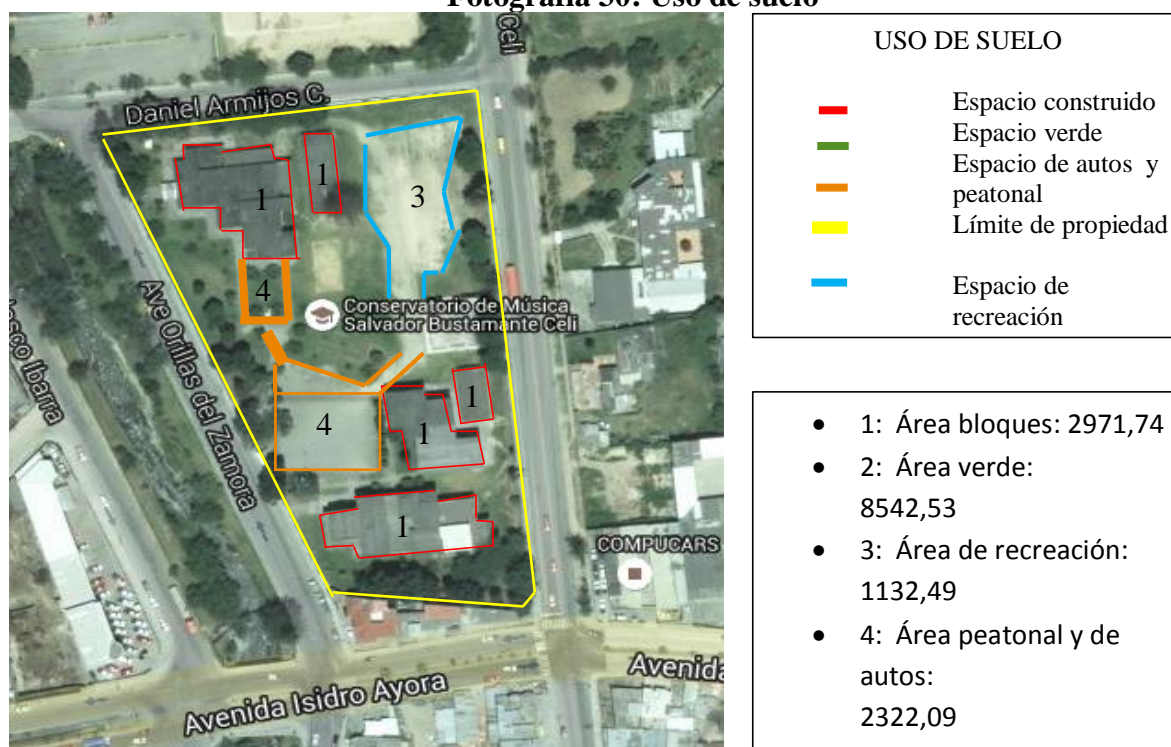 Fotografía 30: Uso de suelo
Celi
Daniel Armijos C.
1
1
3
4
Conservatorio de Música
Salvador Bustamante Celi
Ave Orillas del Zamora
Ibarra
4
1
1
1
COMPUCARS
Avenida Isidro Ayora
Avenida
USO DE SUELO
Espacio construido
Espacio verde
Espacio de autos y
peatonal
Límite de propiedad
Espacio de
recreación
• 1: Área bloques: 2971,74
• 2: Área verde:
8542,53
• 3: Área de recreación:
1132,49
• 4: Área peatonal y de
autos:
2322,09